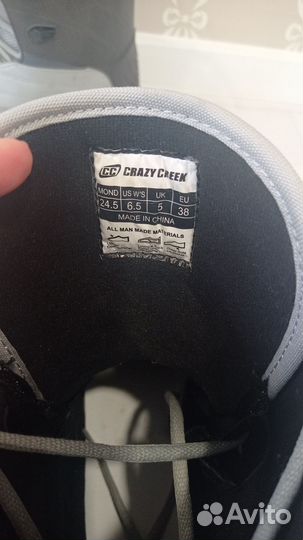 CC CRAZY CREEK
MOND US W'S UK EU
24.5 6.5 5 38
MADE IN CHINA
ALL MAN MADE MATERIALS
Avito